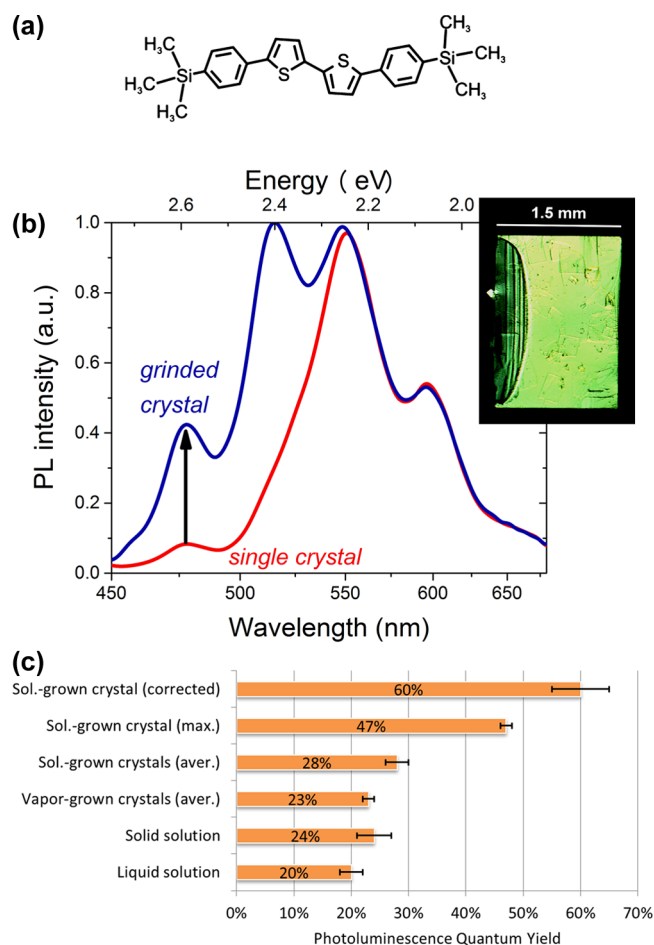 (a)
H₃C
CH₃
Si
H₃C
CH₃
S
S
CH₃
Si
CH₃
CH₃
(b)
Energy ( eV)
2.6 2.4 2.2 2.0
1.5 mm
PL intensity (a.u.)
1.0
0.8
0.6
0.4
0.2
0.0
grinded
crystal
single crystal
450 500 550 600 650
Wavelength (nm)
(c)
Sol.-grown crystal (corrected) 60%
Sol.-grown crystal (max.) 47%
Sol.-grown crystals (aver.) 28%
Vapor-grown crystals (aver.) 23%
Solid solution 24%
Liquid solution 20%
0% 10% 20% 30% 40% 50% 60% 70%
Photoluminescence Quantum Yield